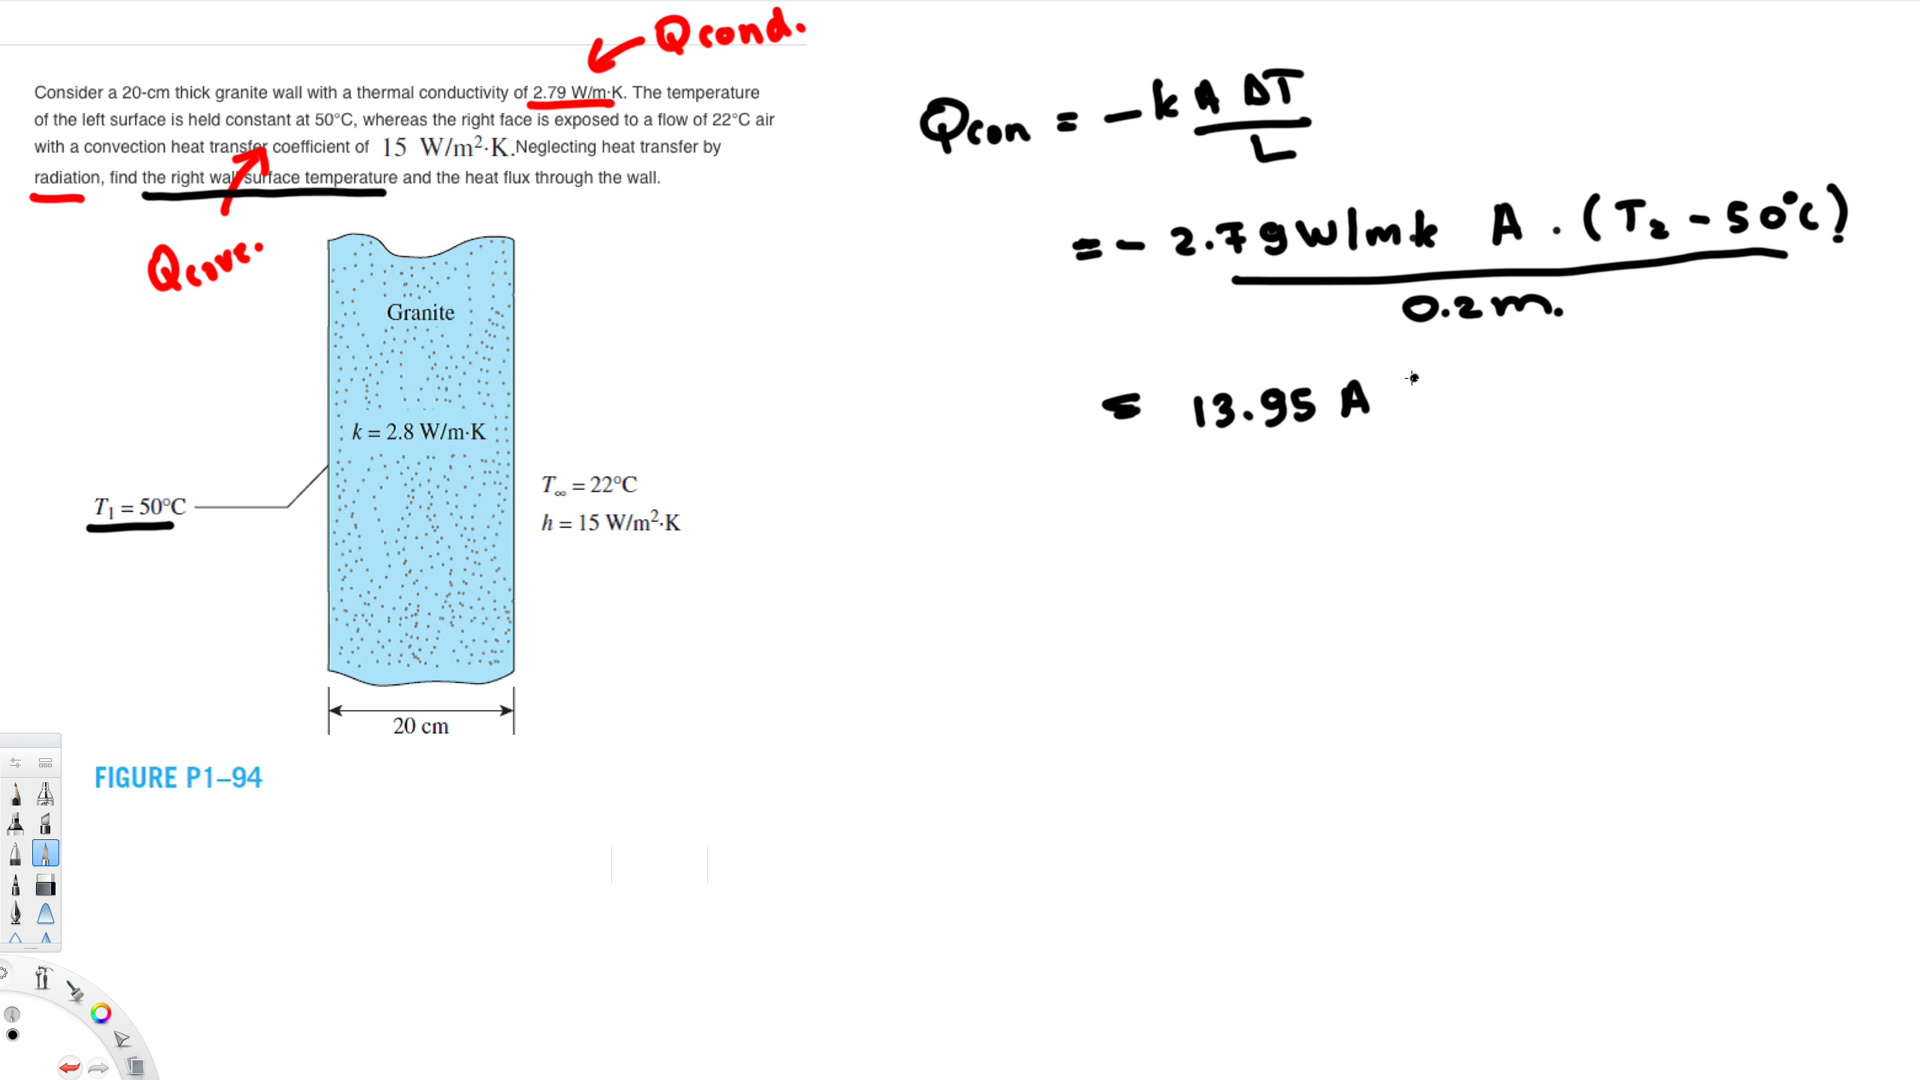 Qcond.
Consider a 20-cm thick granite wall with a thermal conductivity of 2.79 W/m·K. The temperature
of the left surface is held constant at 50°C, whereas the right face is exposed to a flow of 22°C air
with a convection heat transfer coefficient of 15 W/m²·K.Neglecting heat transfer by
radiation, find the right wall surface temperature and the heat flux through the wall.
Qcove.
Granite
k = 2.8 W/m·K
T₁ = 50°C
T∞ = 22°C
h = 15 W/m²·K
20 cm
FIGURE P1–94
Qcon = -k A ΔT / L
= - 2.79 W/mk A . (T₂ - 50°C) / 0.2m.
= 13.95 A